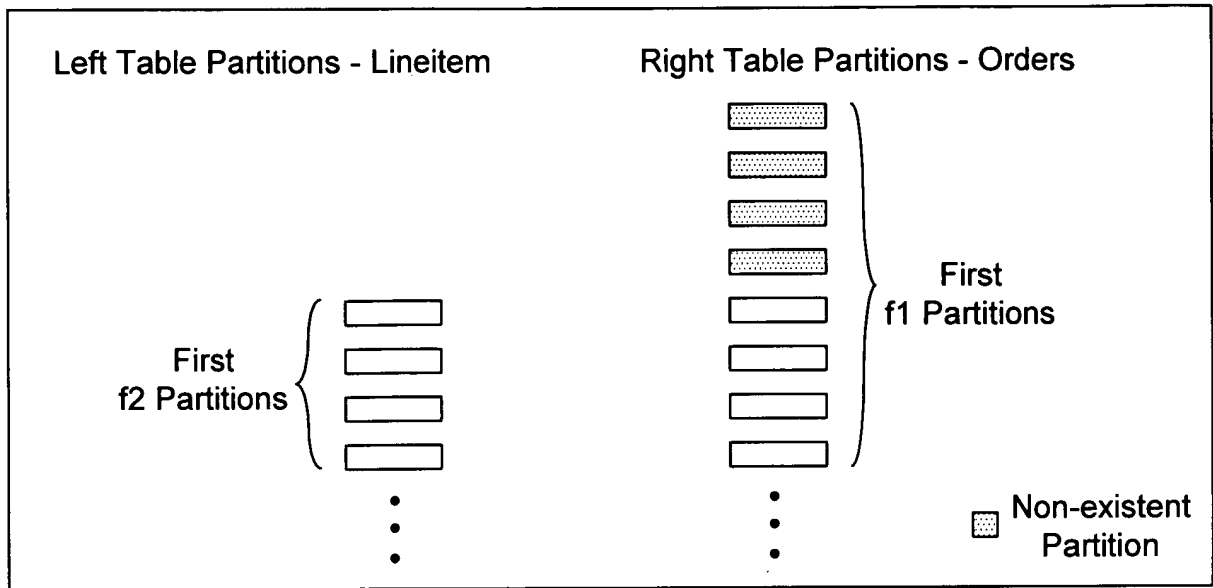 Left Table Partitions - Lineitem
Right Table Partitions - Orders
First
f2 Partitions
First
f1 Partitions
Non-existent
Partition